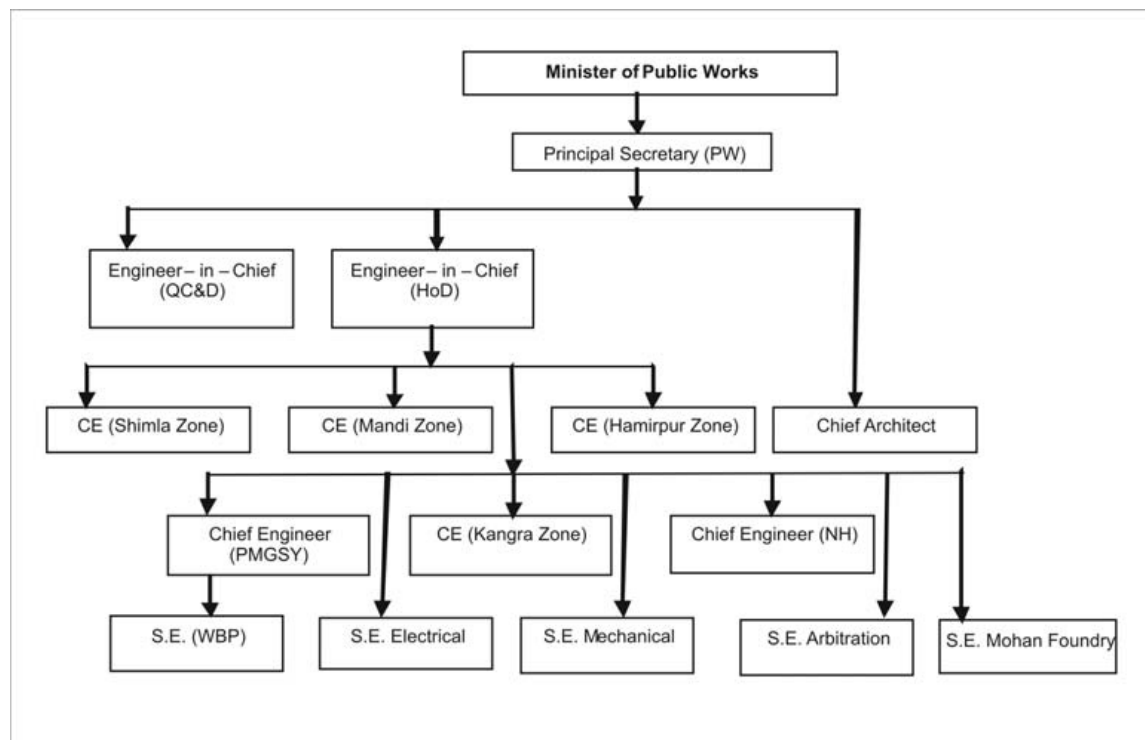 Minister of Public Works
Principal Secretary (PW)
Engineer – in – Chief
(QC&D)
Engineer – in – Chief
(HoD)
CE (Shimla Zone)
CE (Mandi Zone)
CE (Hamirpur Zone)
Chief Architect
Chief Engineer
(PMGSY)
CE (Kangra Zone)
Chief Engineer (NH)
S.E. (WBP)
S.E. Electrical
S.E. Mechanical
S.E. Arbitration
S.E. Mohan Foundry